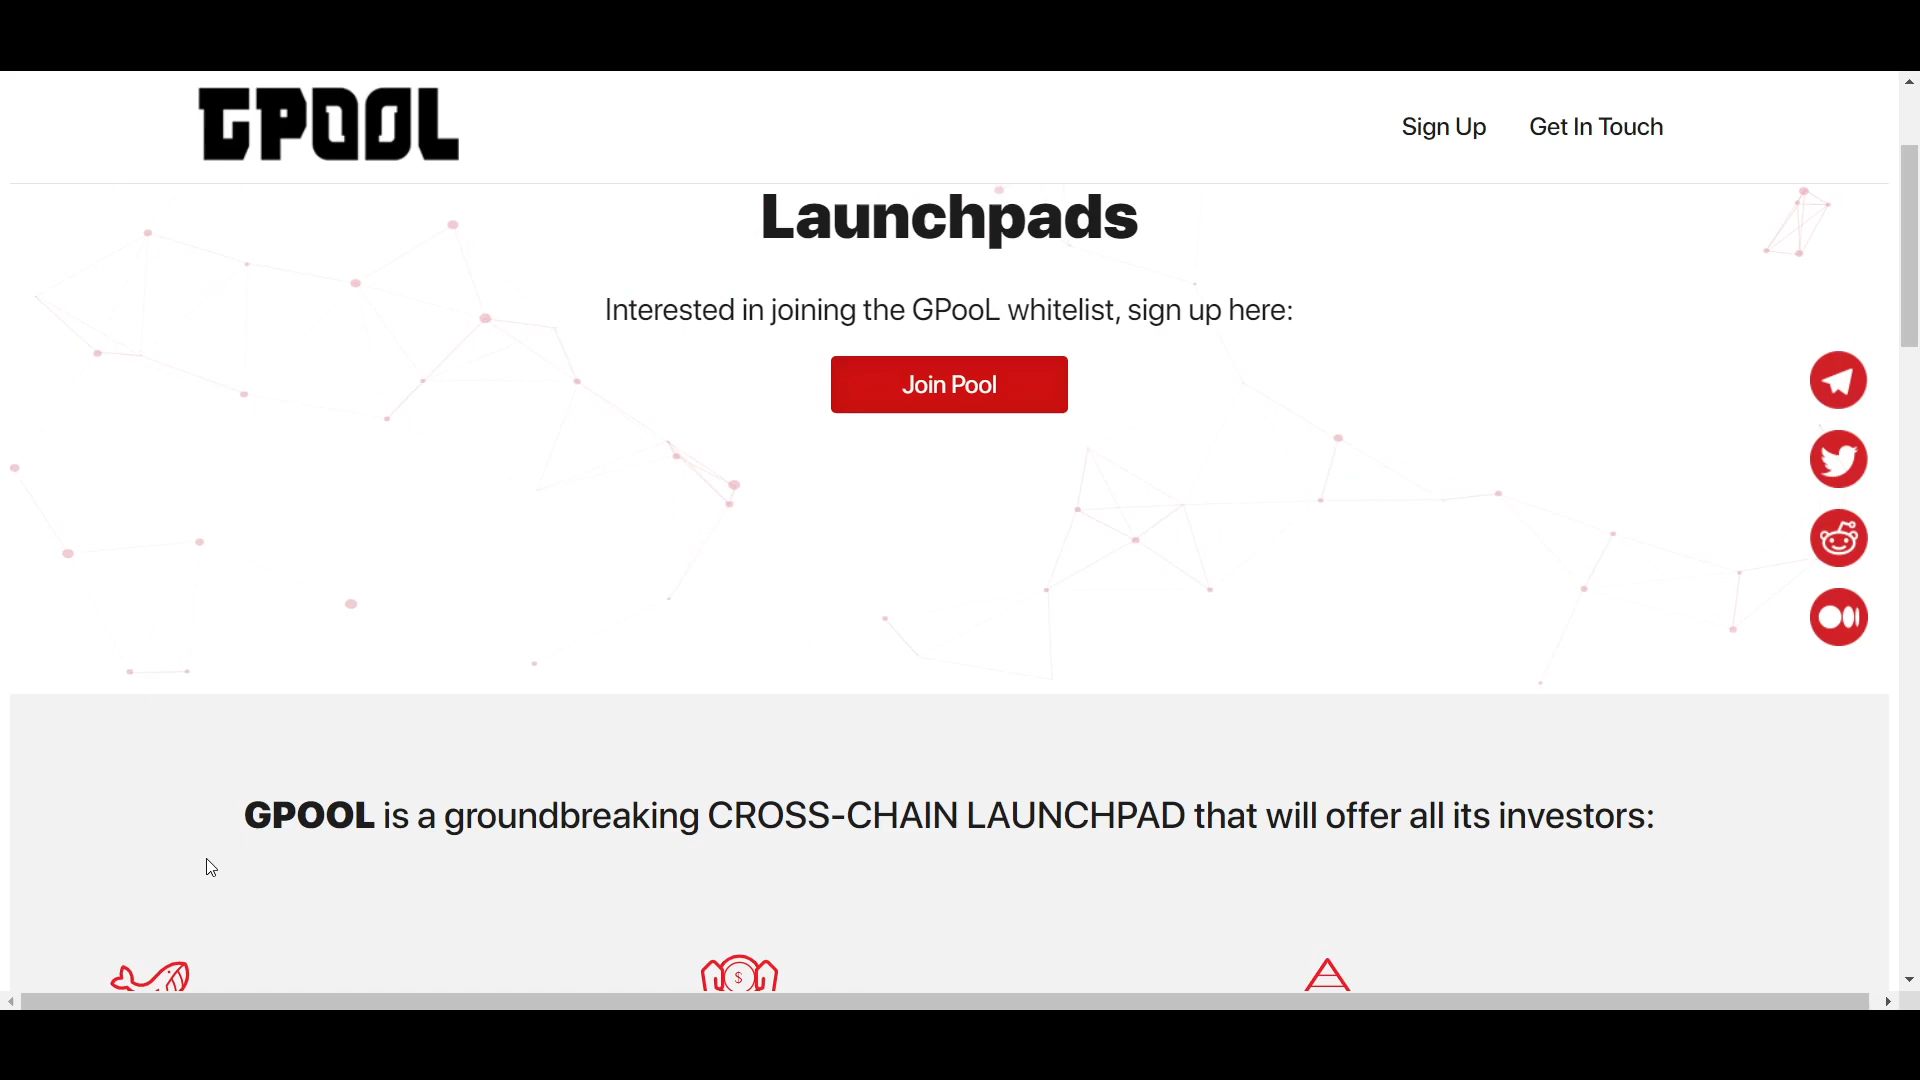 GPOOL
Sign Up
Get In Touch
Launchpads
Interested in joining the GPooL whitelist, sign up here:
Join Pool
GPOOL is a groundbreaking CROSS-CHAIN LAUNCHPAD that will offer all its investors:
$